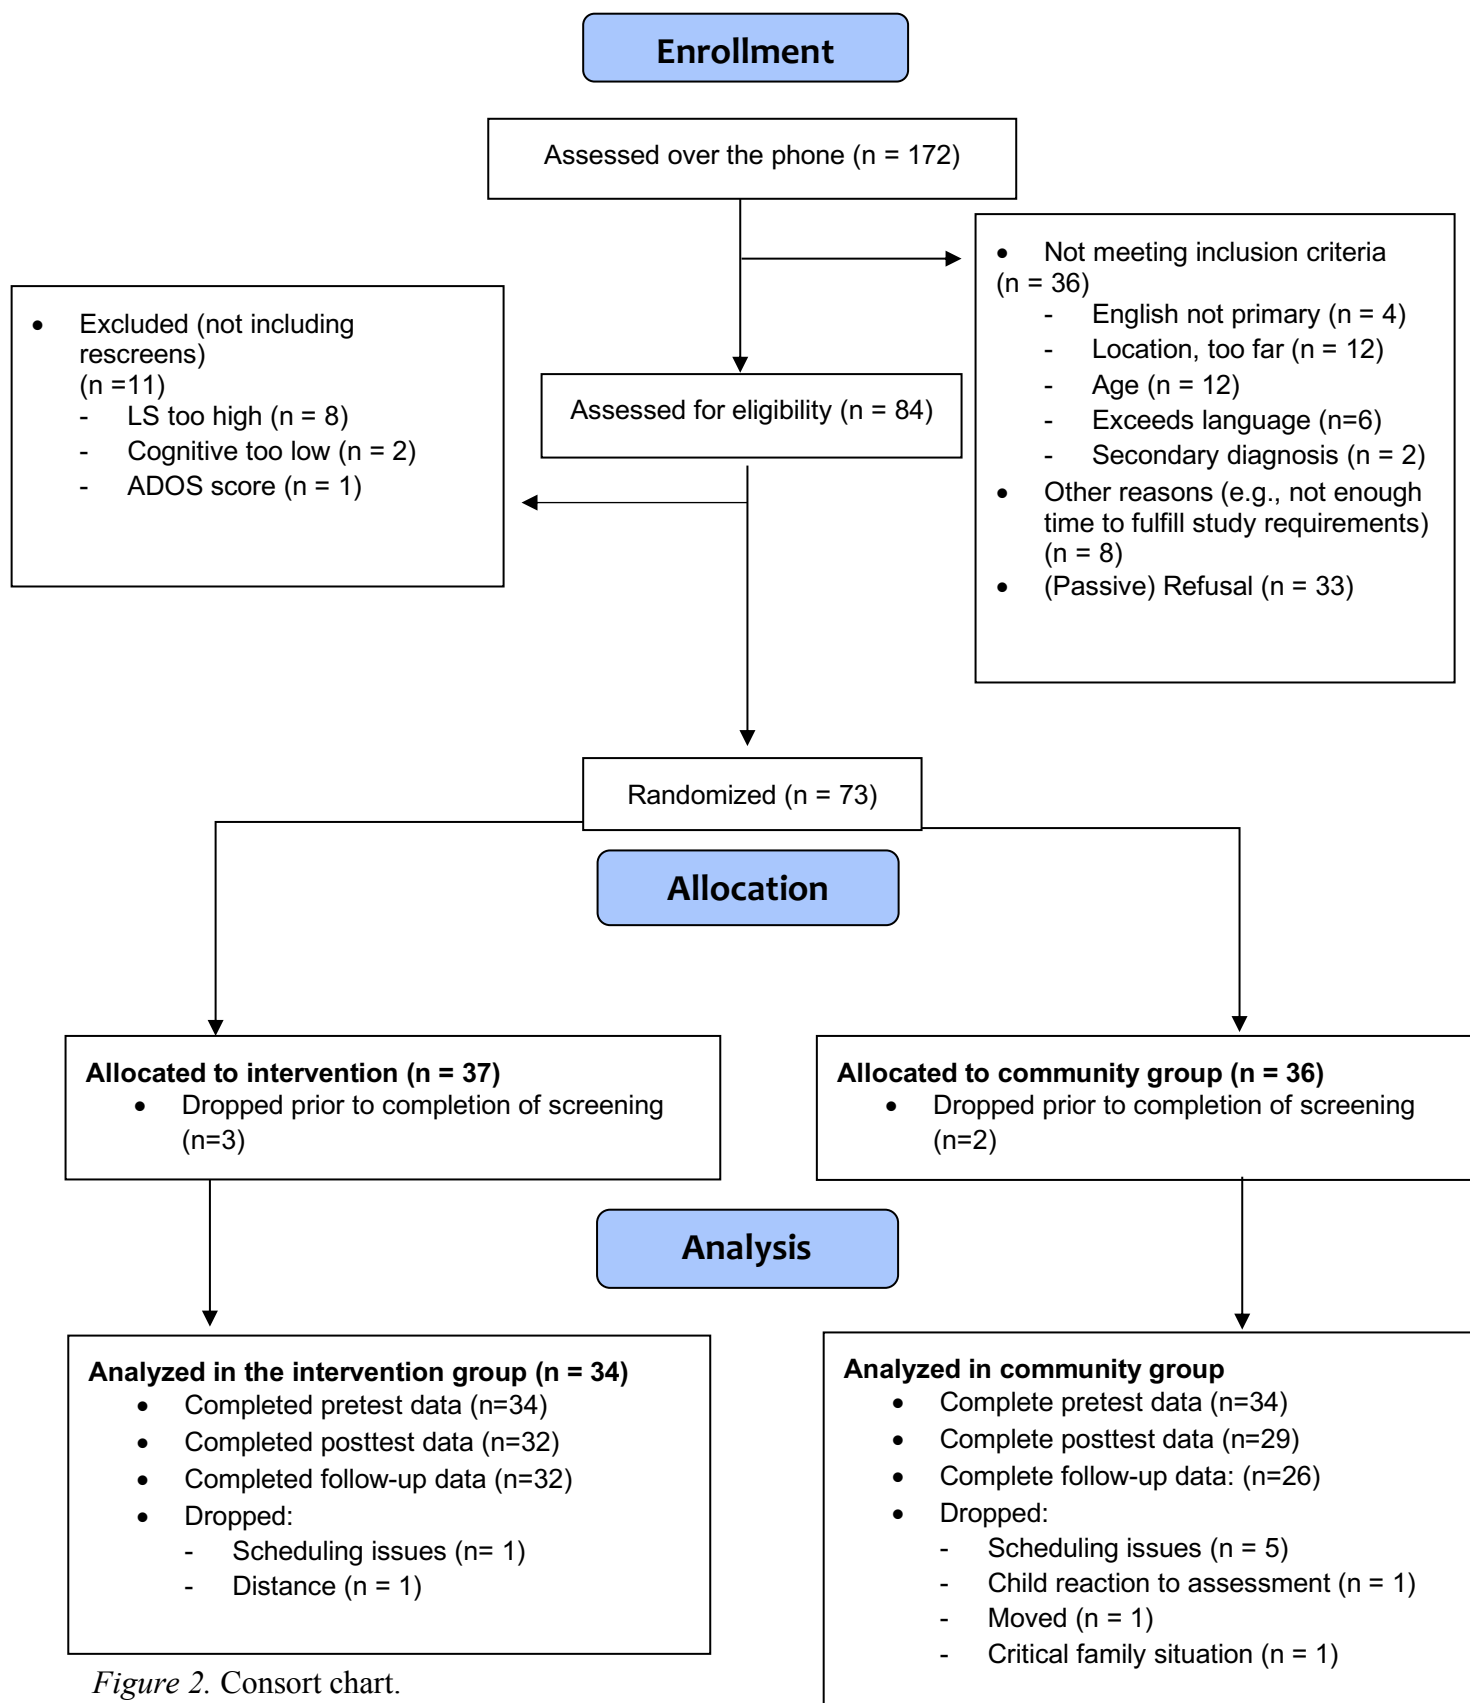 Enrollment
Assessed over the phone (n = 172)
• Not meeting inclusion criteria
(n = 36)
- English not primary (n = 4)
- Location, too far (n = 12)
- Age (n = 12)
- Exceeds language (n=6)
- Secondary diagnosis (n = 2)
• Other reasons (e.g., not enough
time to fulfill study requirements)
(n = 8)
• (Passive) Refusal (n = 33)
• Excluded (not including
rescreens)
(n =11)
- LS too high (n = 8)
- Cognitive too low (n = 2)
- ADOS score (n = 1)
Assessed for eligibility (n = 84)
Randomized (n = 73)
Allocation
Allocated to intervention (n = 37)
• Dropped prior to completion of screening
(n=3)
Allocated to community group (n = 36)
• Dropped prior to completion of screening
(n=2)
Analysis
Analyzed in the intervention group (n = 34)
• Completed pretest data (n=34)
• Completed posttest data (n=32)
• Completed follow-up data (n=32)
• Dropped:
- Scheduling issues (n= 1)
- Distance (n = 1)
Analyzed in community group
• Complete pretest data (n=34)
• Complete posttest data (n=29)
• Complete follow-up data: (n=26)
• Dropped:
- Scheduling issues (n = 5)
- Child reaction to assessment (n = 1)
- Moved (n = 1)
- Critical family situation (n = 1)
Figure 2. Consort chart.